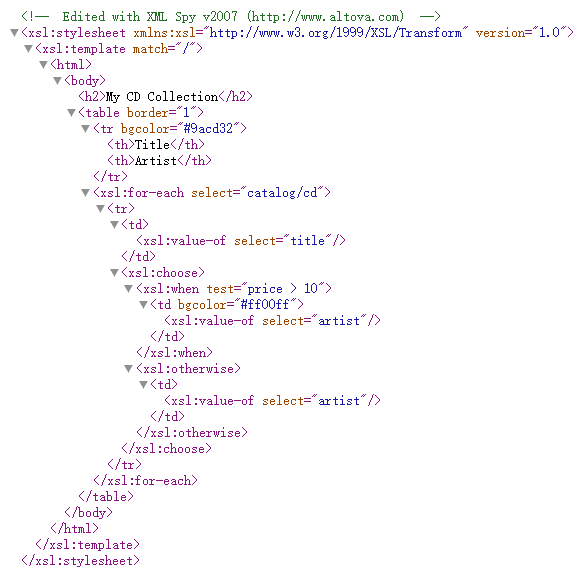 <!--  Edited with XML Spy v2007 (http://www.altova.com)  -->
<xsl:stylesheet xmlns:xsl="http://www.w3.org/1999/XSL/Transform" version="1.0">
<xsl:template match="/">
<html>
<body>
<h2>My CD Collection</h2>
<table border="1">
<tr bgcolor="#9acd32">
<th>Title</th>
<th>Artist</th>
</tr>
<xsl:for-each select="catalog/cd">
<tr>
<td>
<xsl:value-of select="title"/>
</td>
<xsl:choose>
<xsl:when test="price > 10">
<td bgcolor="#ff00ff">
<xsl:value-of select="artist"/>
</td>
</xsl:when>
<xsl:otherwise>
<td>
<xsl:value-of select="artist"/>
</td>
</xsl:otherwise>
</xsl:choose>
</tr>
</xsl:for-each>
</table>
</body>
</html>
</xsl:template>
</xsl:stylesheet>